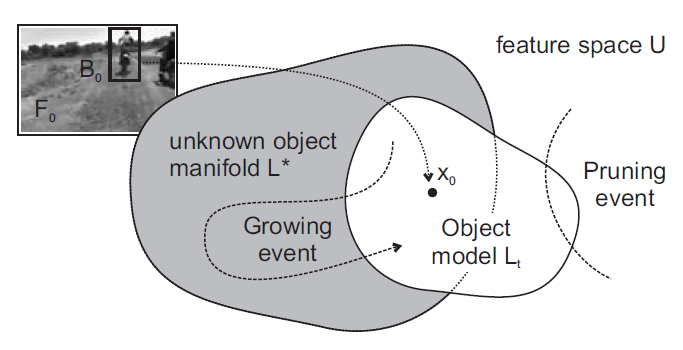 feature space U
B₀
F₀
unknown object
manifold L*
x₀
Pruning
event
Growing
event
Object
model Lₜ